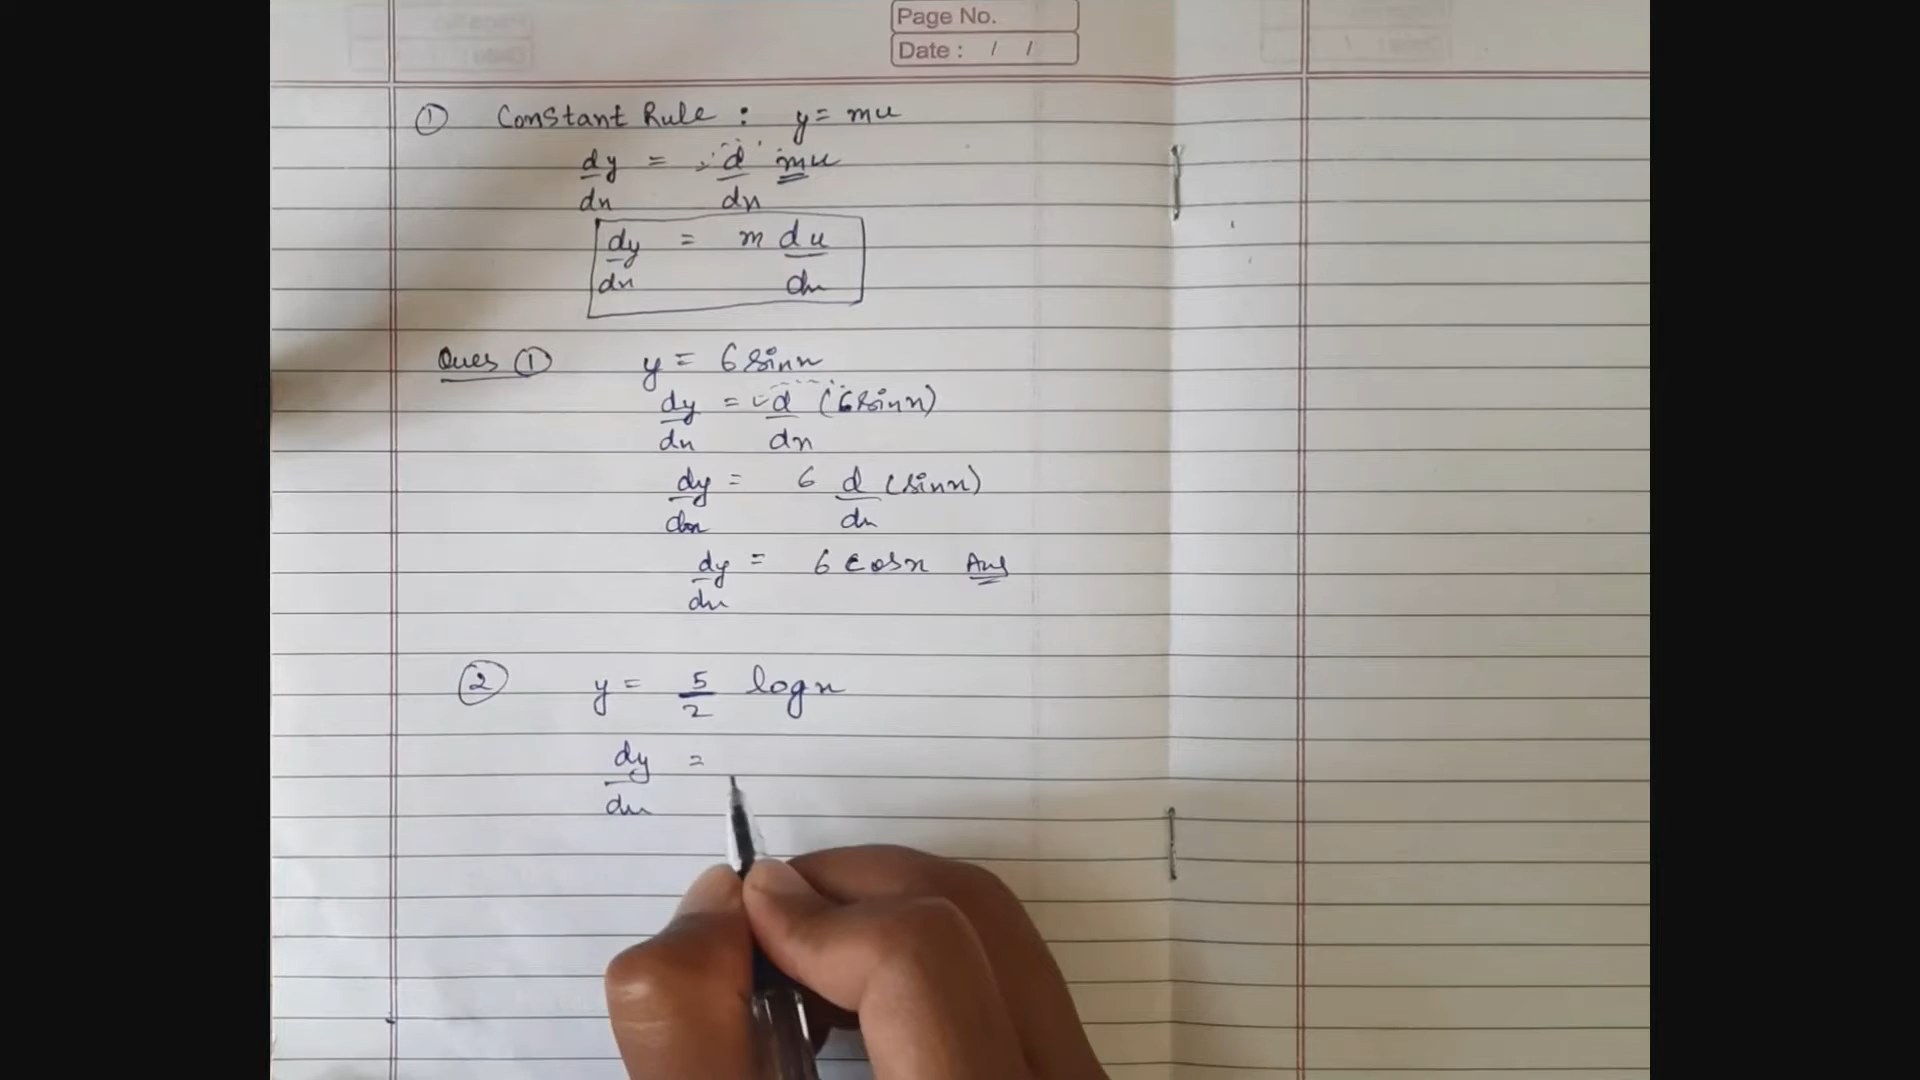 Page No.
Date : / /
① Constant Rule : y = mu
dy/dx = d/dx mu
dy/dx = m du/dx
Ques ① y = 6 sinx
dy/dx = d/dx (6sinx)
dy/dx = 6 d/dx (sinx)
dy/dx = 6 cosx Ans
② y = 5/2 logx
dy/dx =